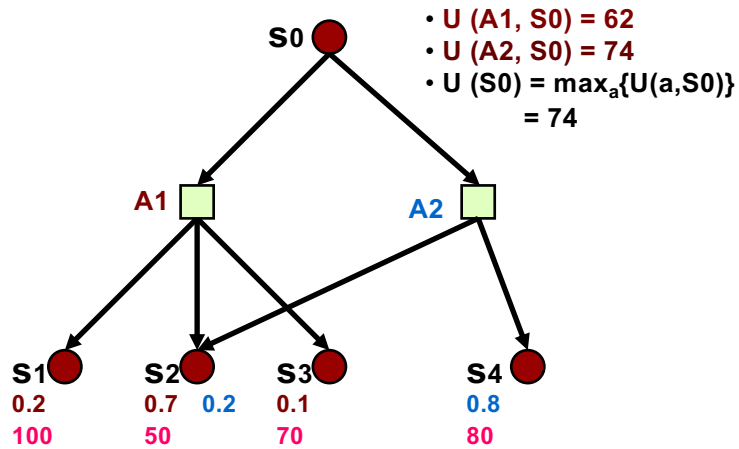 s0
• U (A1, S0) = 62
• U (A2, S0) = 74
• U (S0) = maxₐ{U(a,S0)}
= 74
A1
A2
s1
s2
s3
s4
0.2
0.7
0.2
0.1
0.8
100
50
70
80